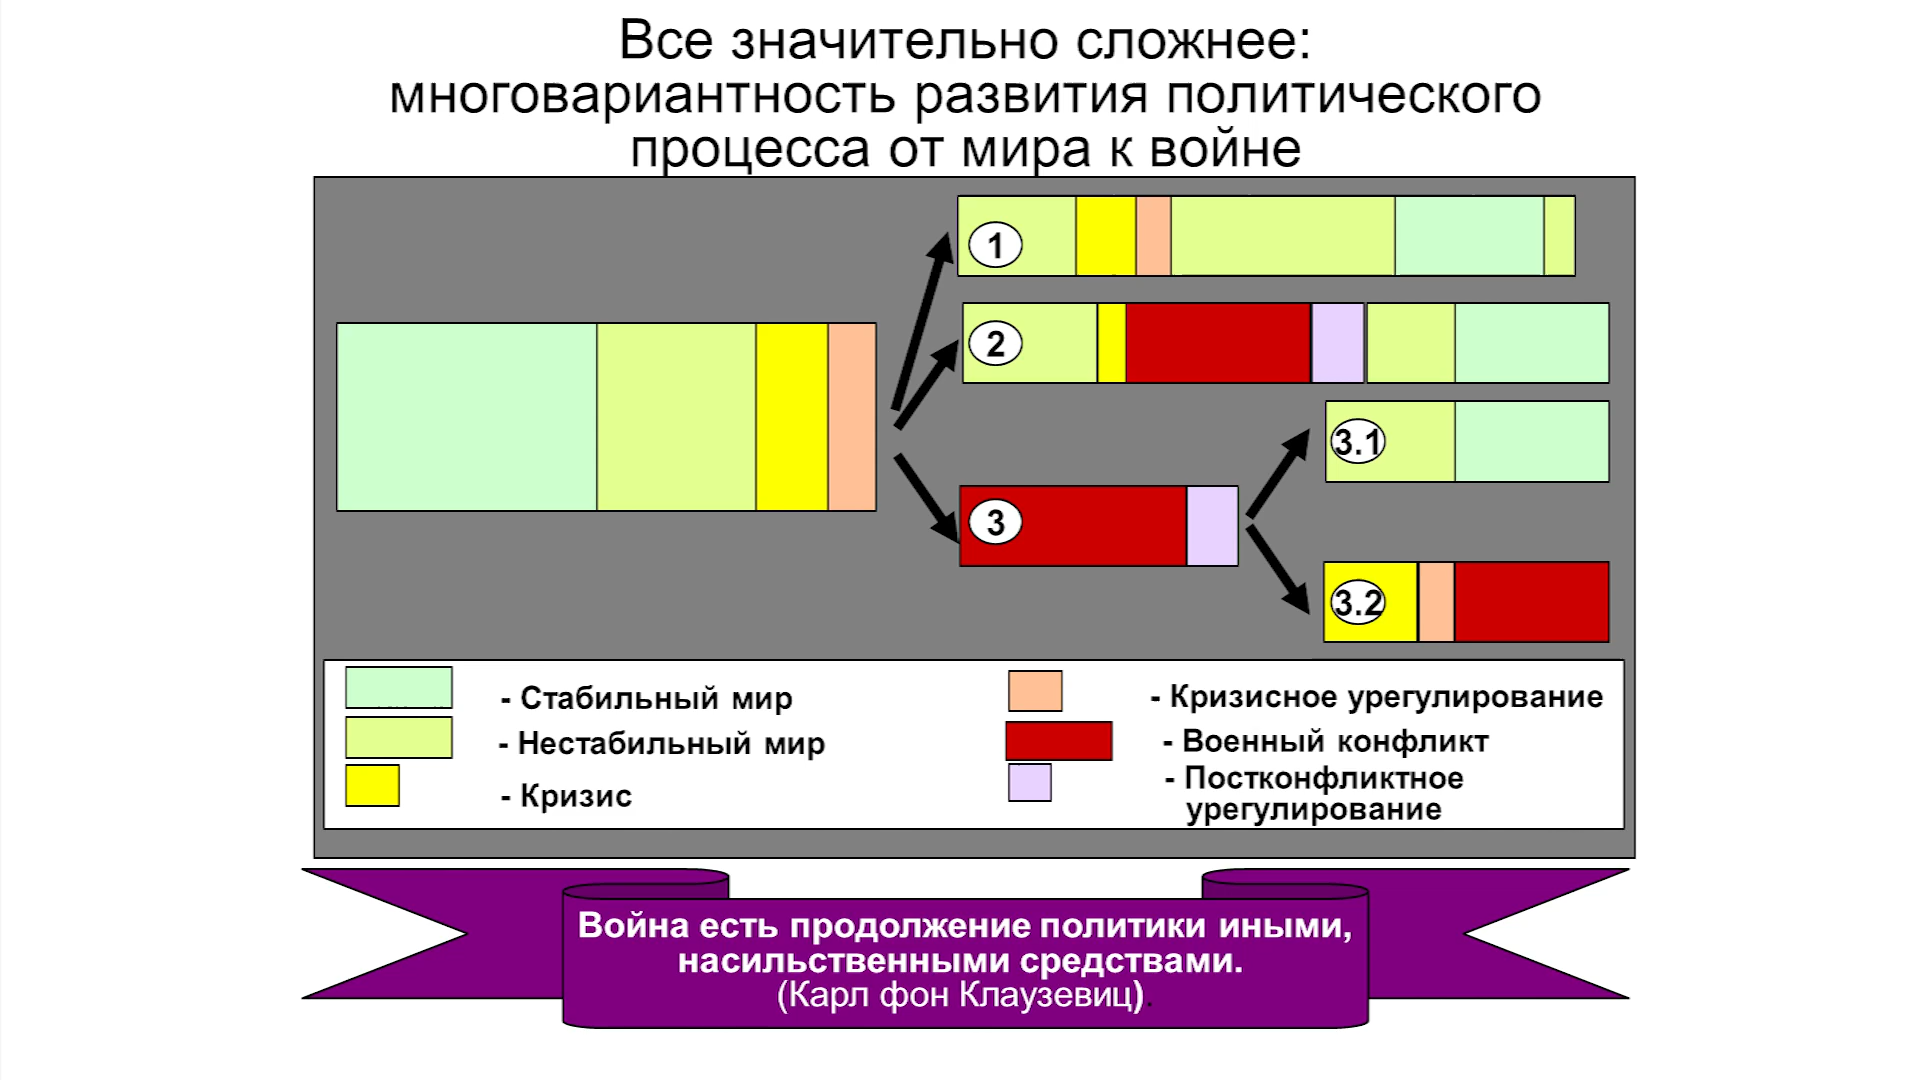 Все значительно сложнее:
многовариантность развития политического
процесса от мира к войне
1
2
3.1
3
3.2
- Стабильный мир
- Нестабильный мир
- Кризис
- Кризисное урегулирование
- Военный конфликт
- Постконфликтное
урегулирование
Война есть продолжение политики иными,
насильственными средствами.
(Карл фон Клаузевиц).